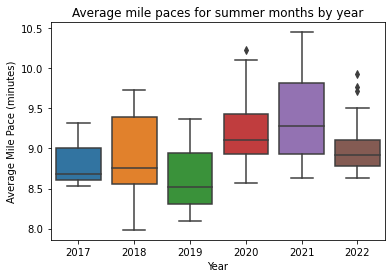 Average mile paces for summer months by year
Average Mile Pace (minutes)
10.5
10.0
9.5
9.0
8.5
8.0
2017 2018 2019 2020 2021 2022
Year